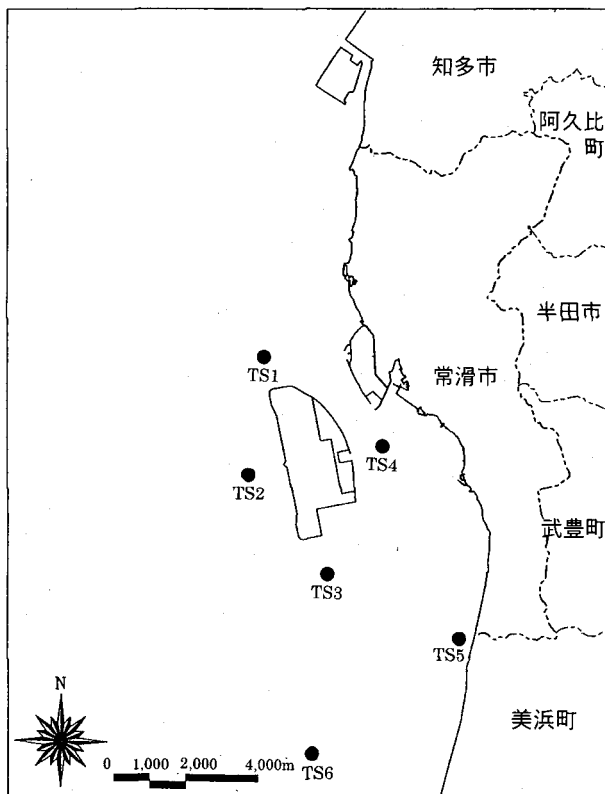 知多市
阿久比
町
半田市
常滑市
TS1
TS4
TS2
武豊町
TS3
TS5
美浜町
N
0 1,000 2,000 4,000m
TS6